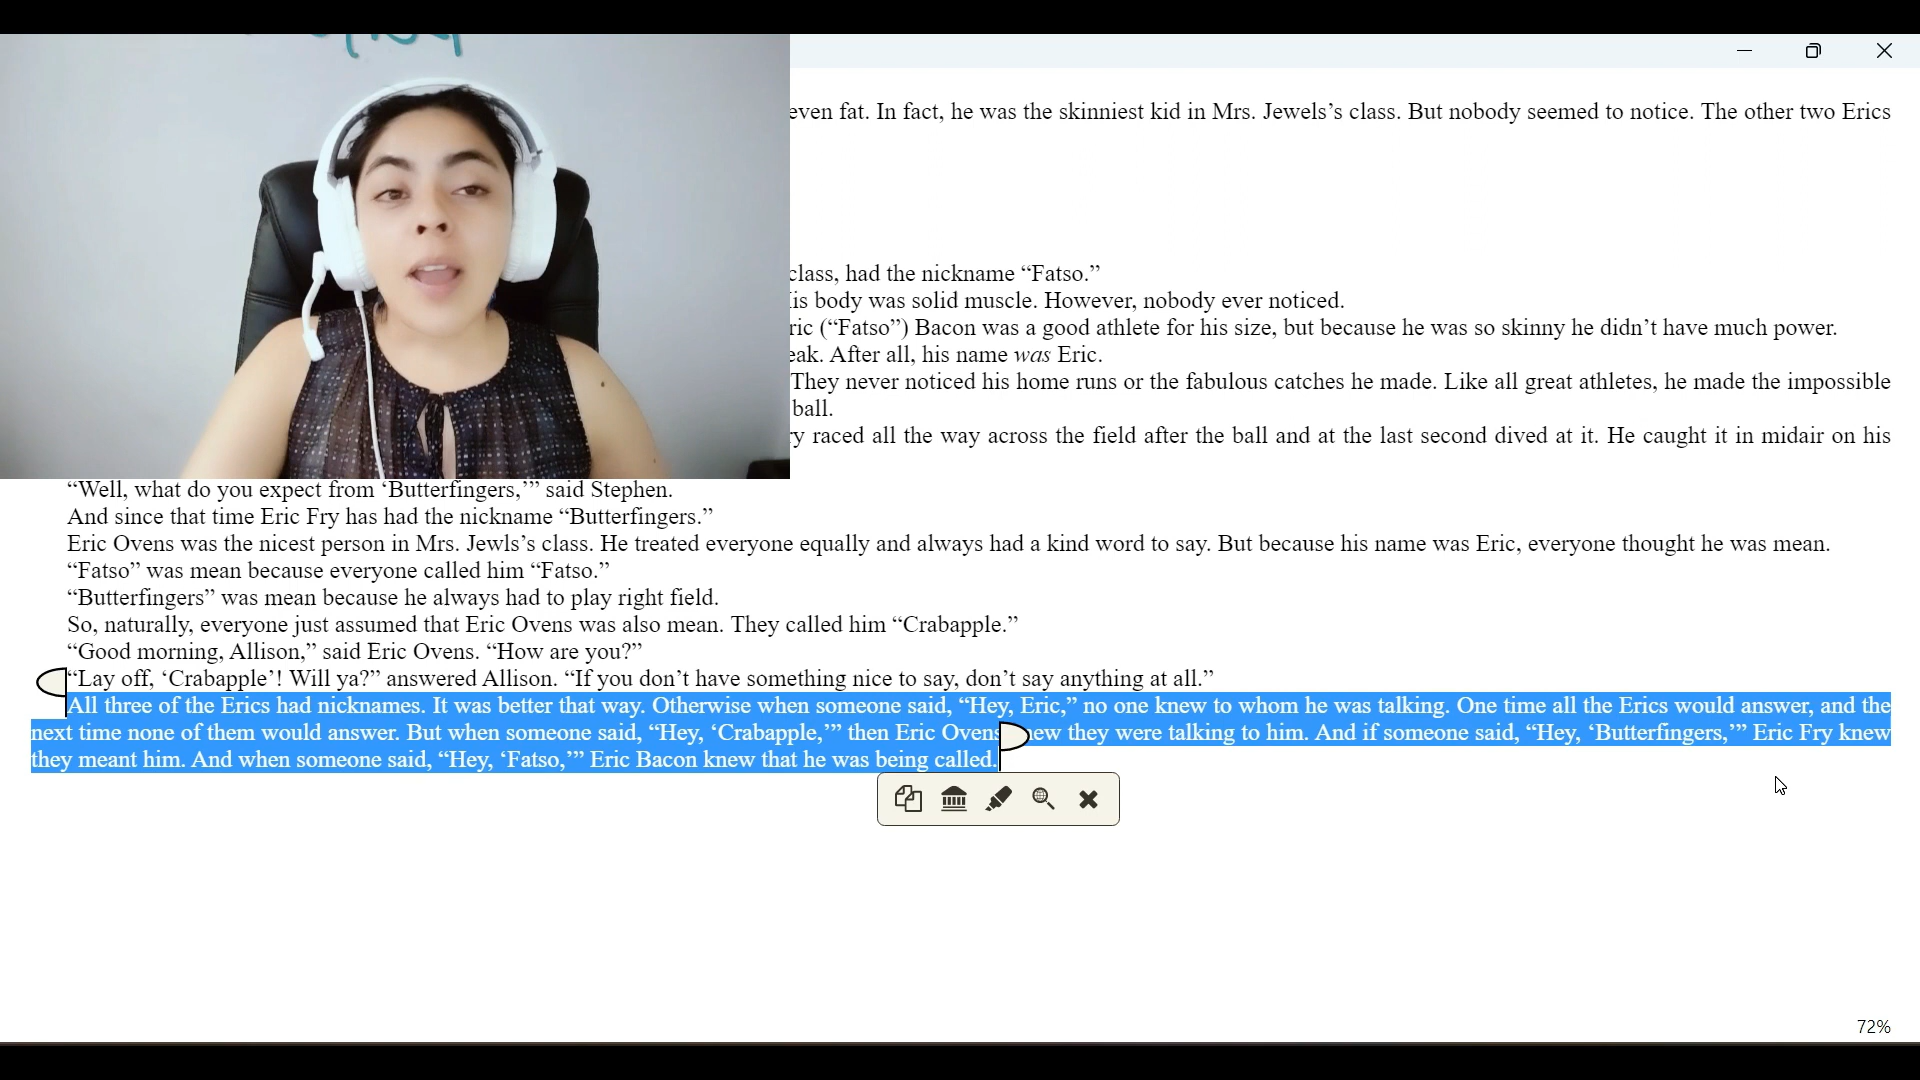 even fat. In fact, he was the skinniest kid in Mrs. Jewels’s class. But nobody seemed to notice. The other two Erics
class, had the nickname “Fatso.”
is body was solid muscle. However, nobody ever noticed.
ric (“Fatso”) Bacon was a good athlete for his size, but because he was so skinny he didn’t have much power.
eak. After all, his name was Eric.
They never noticed his home runs or the fabulous catches he made. Like all great athletes, he made the impossible
ball.
ry raced all the way across the field after the ball and at the last second dived at it. He caught it in midair on his
“Well, what do you expect from ‘Butterfingers,’” said Stephen.
And since that time Eric Fry has had the nickname “Butterfingers.”
Eric Ovens was the nicest person in Mrs. Jewls’s class. He treated everyone equally and always had a kind word to say. But because his name was Eric, everyone thought he was mean.
“Fatso” was mean because everyone called him “Fatso.”
“Butterfingers” was mean because he always had to play right field.
So, naturally, everyone just assumed that Eric Ovens was also mean. They called him “Crabapple.”
“Good morning, Allison,” said Eric Ovens. “How are you?”
“Lay off, ‘Crabapple’! Will ya?” answered Allison. “If you don’t have something nice to say, don’t say anything at all.”
All three of the Erics had nicknames. It was better that way. Otherwise when someone said, “Hey, Eric,” no one knew to whom he was talking. One time all the Erics would answer, and the
next time none of them would answer. But when someone said, “Hey, ‘Crabapple,’” then Eric Ovens ew they were talking to him. And if someone said, “Hey, ‘Butterfingers,’” Eric Fry knew
they meant him. And when someone said, “Hey, ‘Fatso,’” Eric Bacon knew that he was being called.
72%